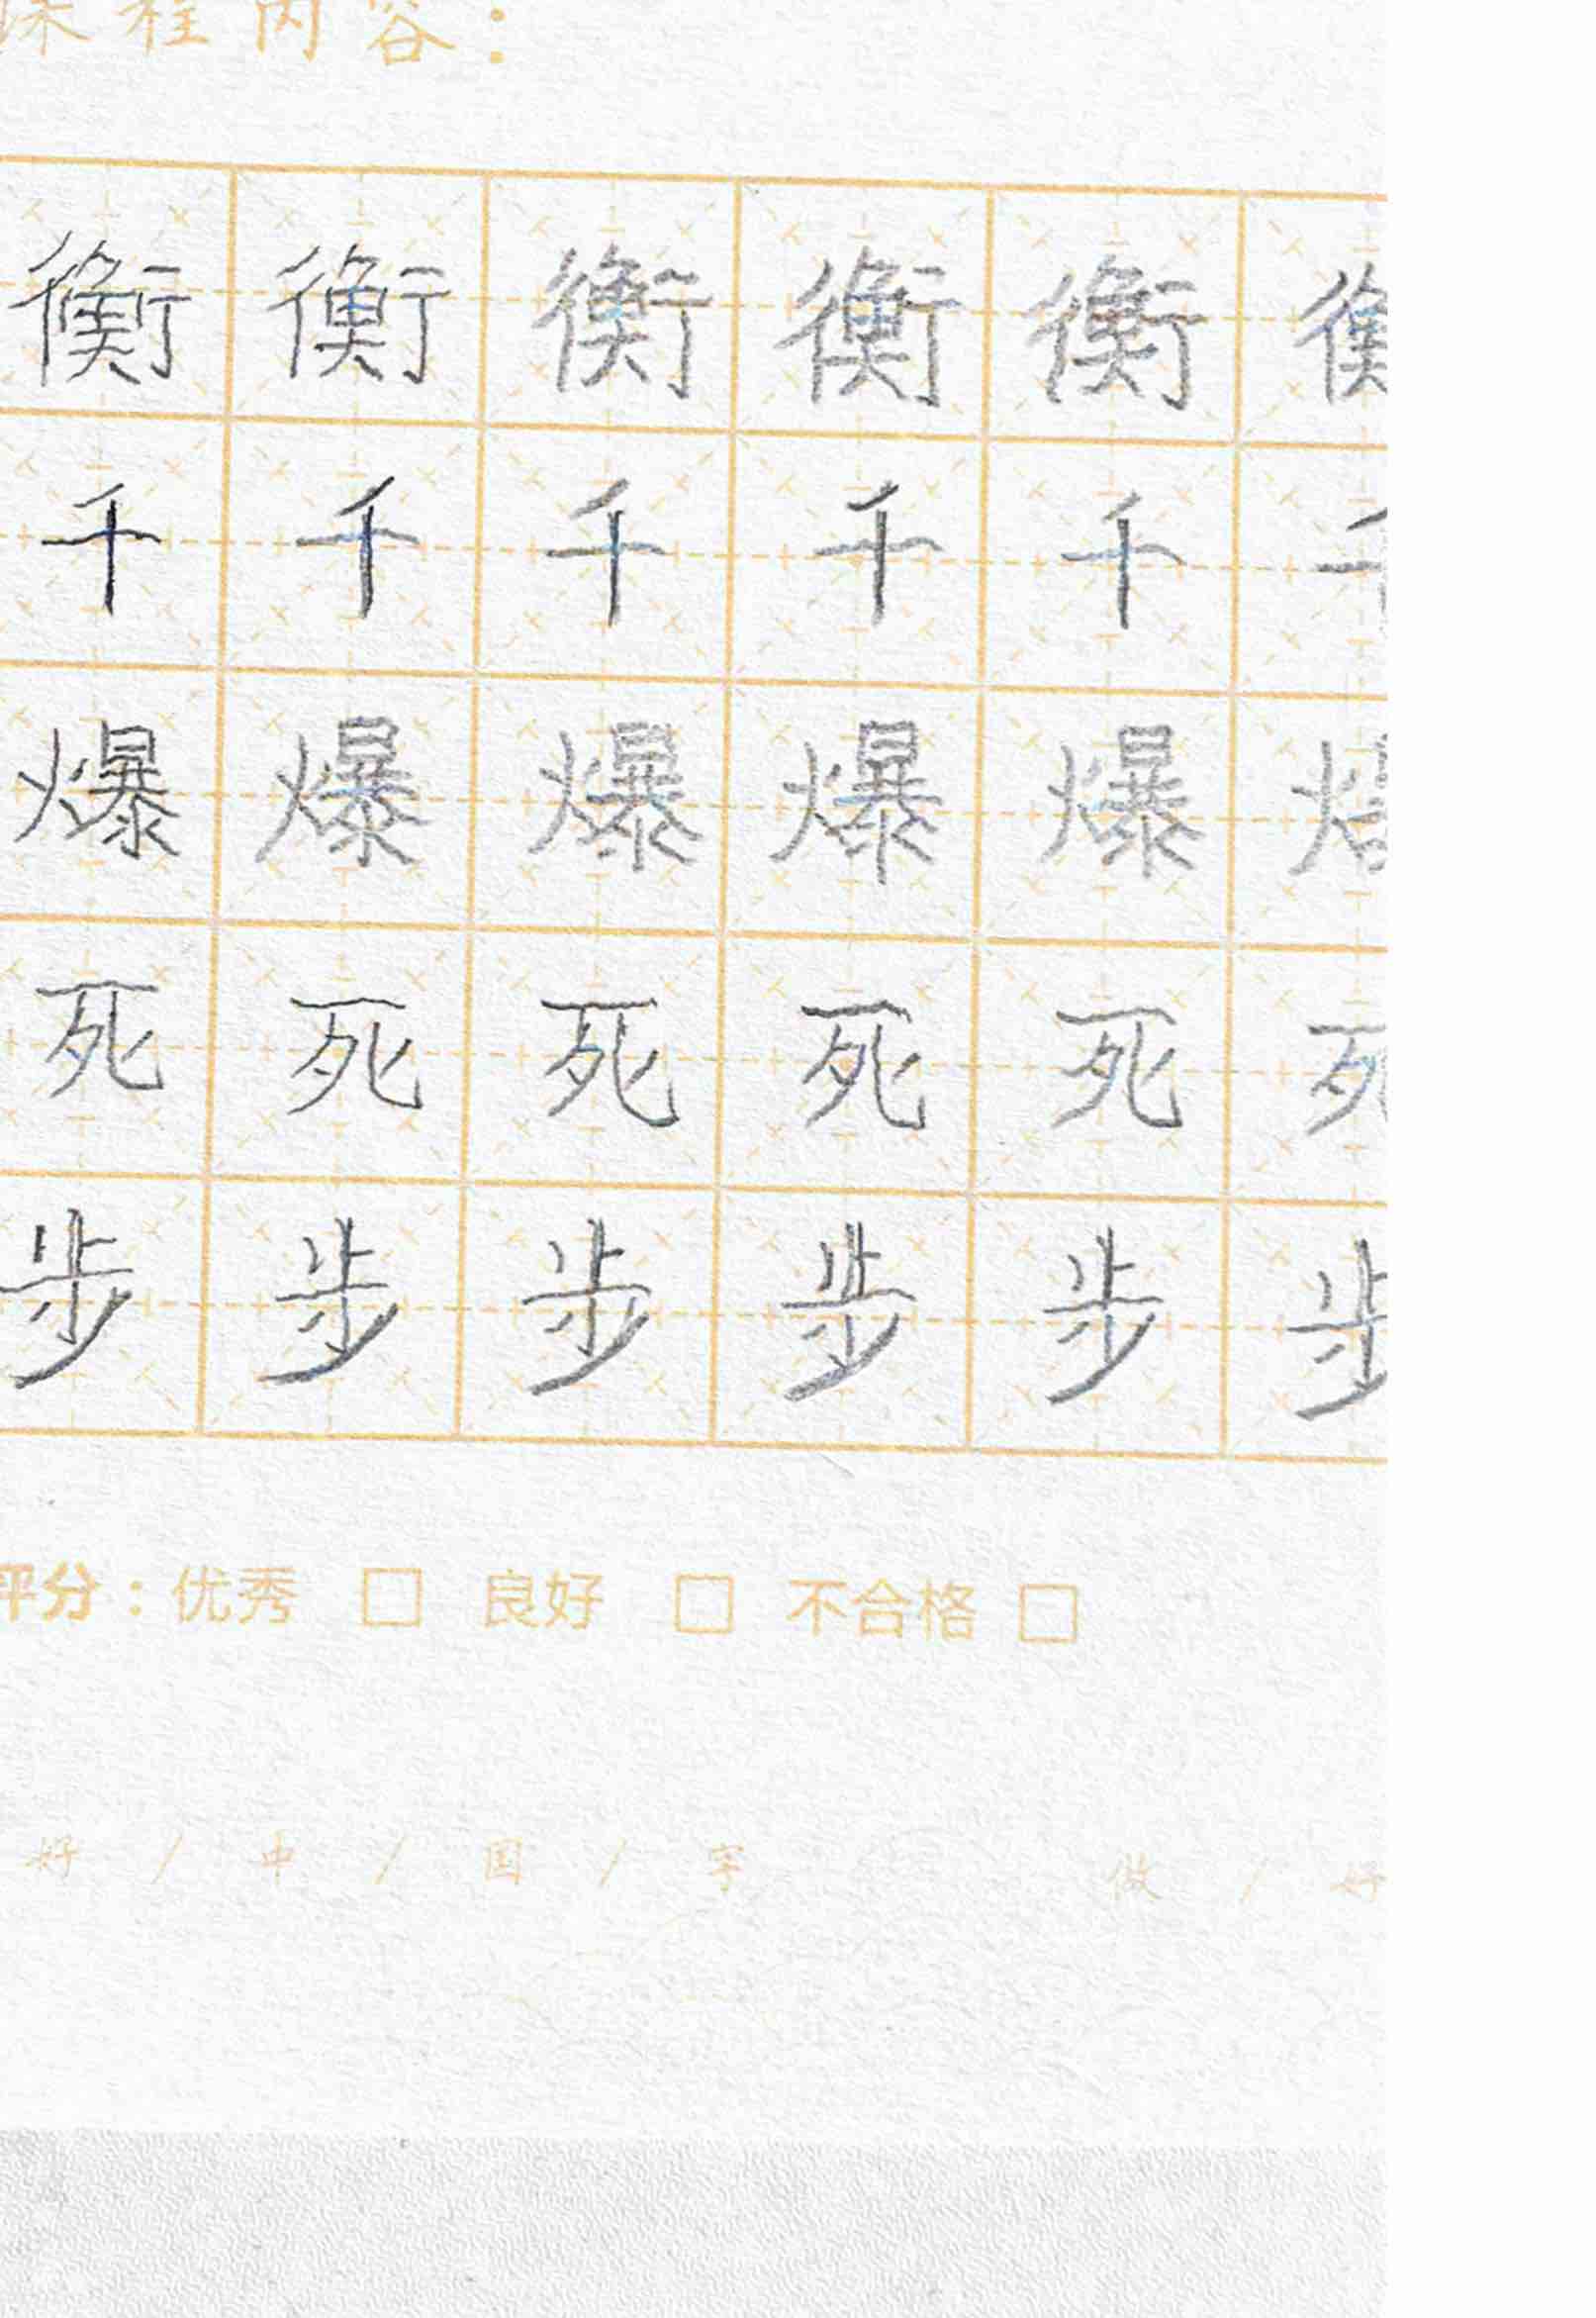 课程内容：
衡衡衡衡衡衡
千千千千千千
爆爆爆爆爆爆
死死死死死死
步步步步步步
评分：优秀 □ 良好 □ 不合格 □
好 / 中 / 国 / 字 做 / 好